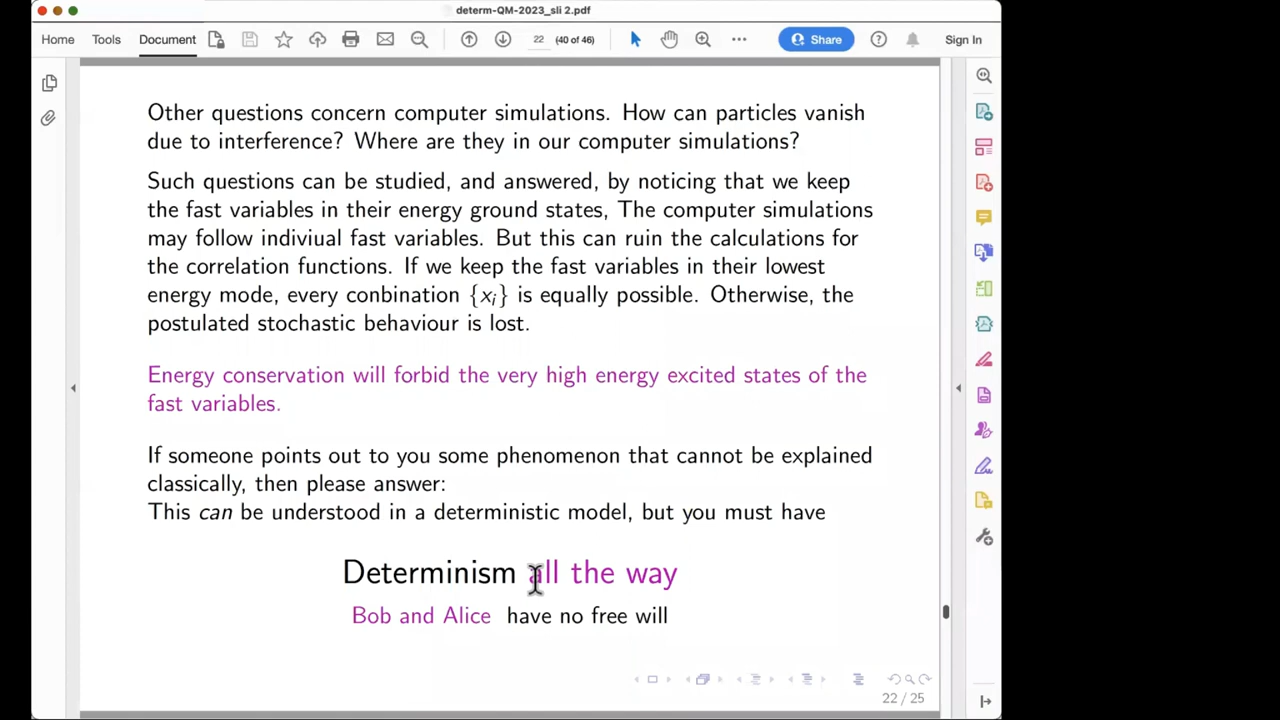 determ-QM-2023_sli 2.pdf
Home Tools Document 22 (40 of 46) Share Sign In
Other questions concern computer simulations. How can particles vanish
due to interference? Where are they in our computer simulations?
Such questions can be studied, and answered, by noticing that we keep
the fast variables in their energy ground states, The computer simulations
may follow indiviual fast variables. But this can ruin the calculations for
the correlation functions. If we keep the fast variables in their lowest
energy mode, every conbination {xᵢ} is equally possible. Otherwise, the
postulated stochastic behaviour is lost.
Energy conservation will forbid the very high energy excited states of the
fast variables.
If someone points out to you some phenomenon that cannot be explained
classically, then please answer:
This can be understood in a deterministic model, but you must have
Determinism all the way
Bob and Alice have no free will
22 / 25